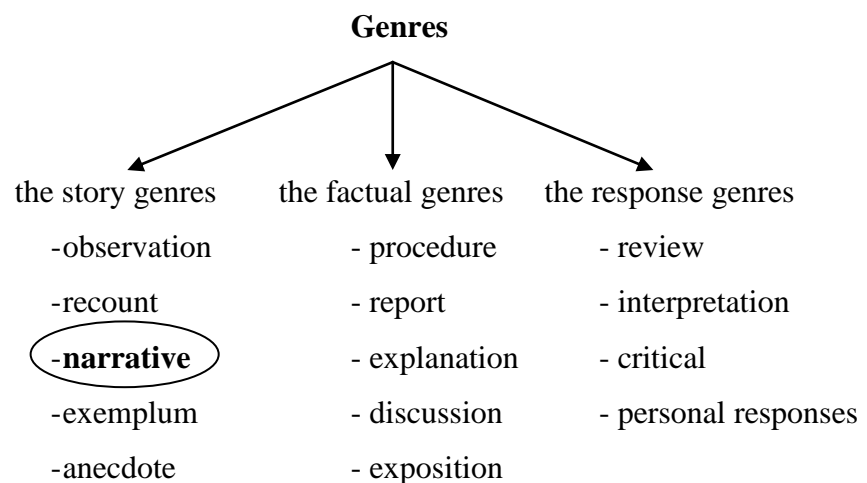 Genres
the story genres
-observation
-recount
-narrative
-exemplum
-anecdote
the factual genres
- procedure
- report
- explanation
- discussion
- exposition
the response genres
- review
- interpretation
- critical
- personal responses